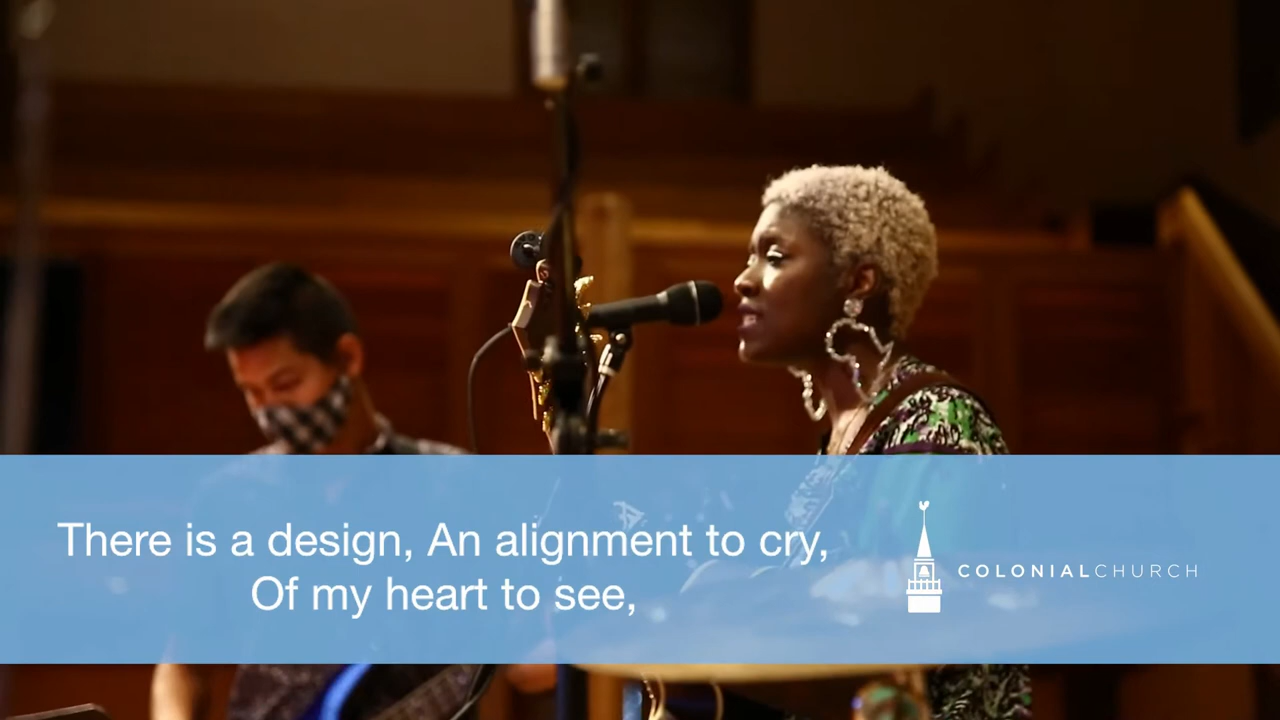 There is a design, An alignment to cry,
Of my heart to see,
COLONIALCHURCH